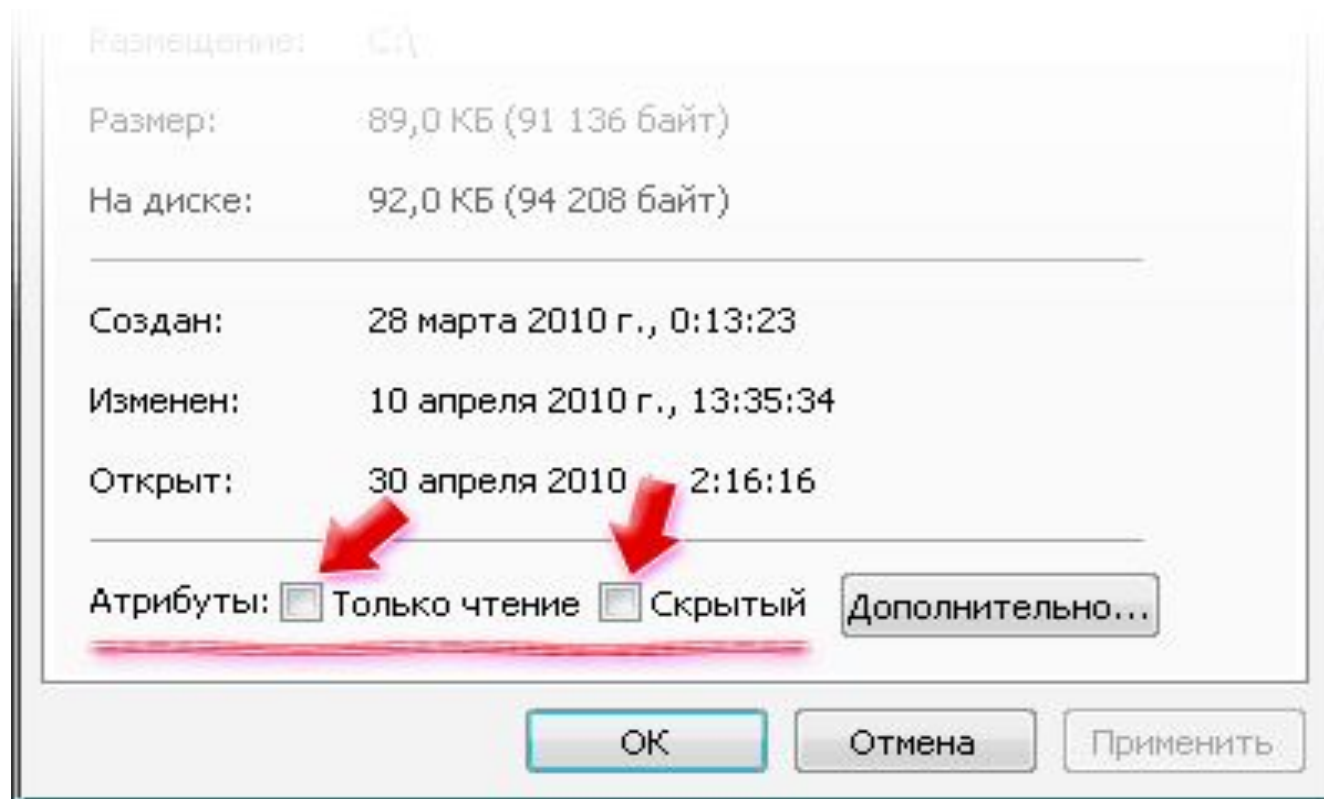 Размещение: C:\
Размер: 89,0 КБ (91 136 байт)
На диске: 92,0 КБ (94 208 байт)
Создан: 28 марта 2010 г., 0:13:23
Изменен: 10 апреля 2010 г., 13:35:34
Открыт: 30 апреля 2010 2:16:16
Атрибуты: Только чтение Скрытый Дополнительно...
ОК Отмена Применить